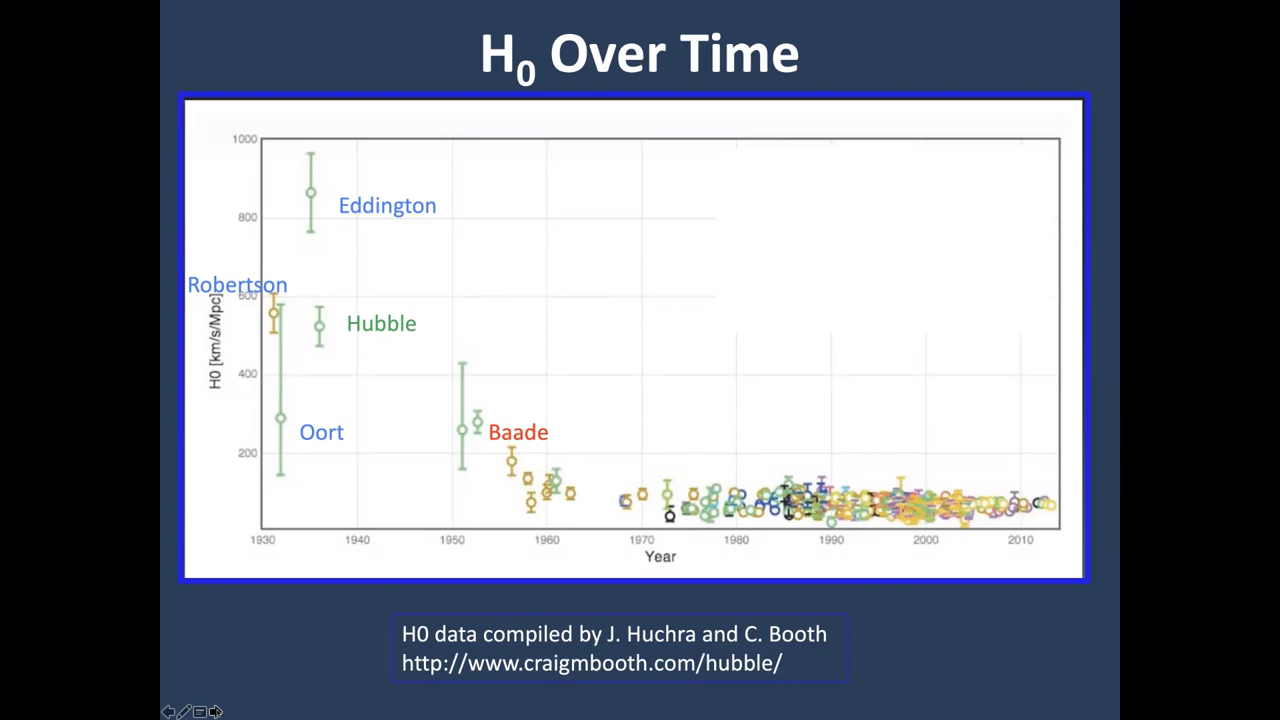 H0 Over Time
1000
800
600
400
200
H0 [km/s/Mpc]
Eddington
Robertson
Hubble
Oort
Baade
1930 1940 1950 1960 1970 1980 1990 2000 2010
Year
H0 data compiled by J. Huchra and C. Booth
http://www.craigmbooth.com/hubble/